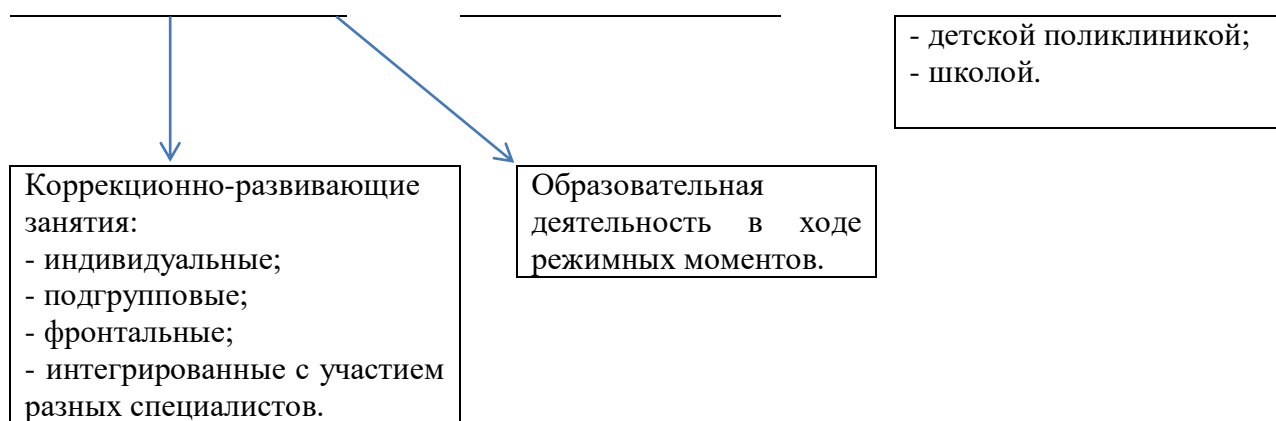 - детской поликлиникой;
- школой.
Коррекционно-развивающие
занятия:
- индивидуальные;
- подгрупповые;
- фронтальные;
- интегрированные с участием
разных специалистов.
Образовательная
деятельность в ходе
режимных моментов.